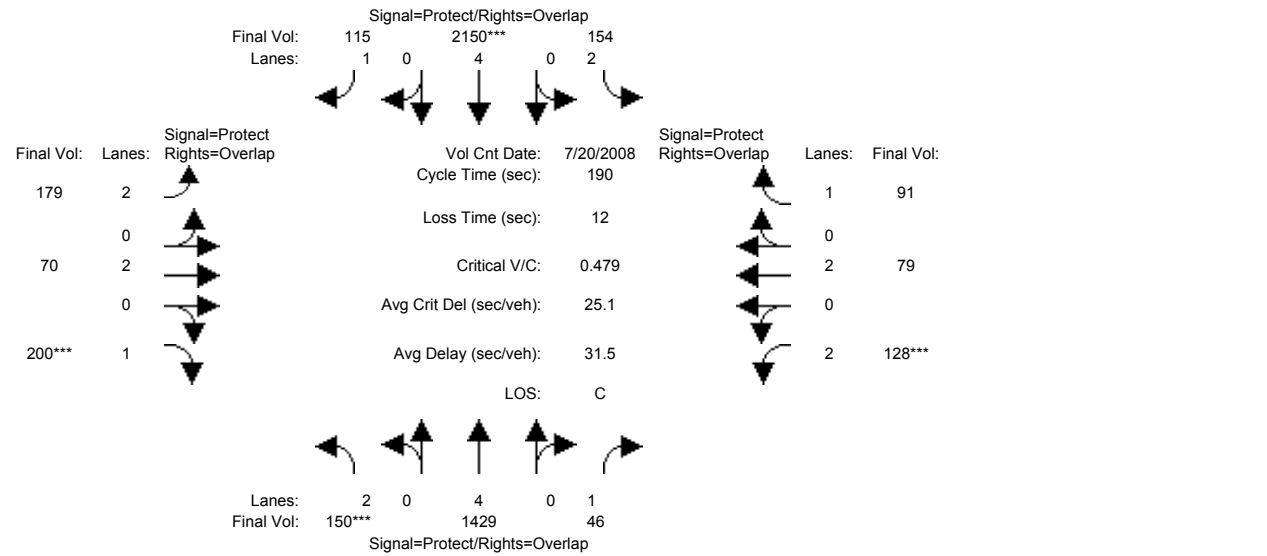 Signal=Protect/Rights=Overlap
Final Vol: 115 2150*** 154
Lanes: 1 0 4 0 2
Signal=Protect Signal=Protect
Final Vol: Lanes: Rights=Overlap Vol Cnt Date: 7/20/2008 Rights=Overlap Lanes: Final Vol:
Cycle Time (sec): 190
179 2 1 91
Loss Time (sec): 12
0 0
70 2 Critical V/C: 0.479 2 79
0 Avg Crit Del (sec/veh): 25.1 0
200*** 1 Avg Delay (sec/veh): 31.5 2 128***
LOS: C
Lanes: 2 0 4 0 1
Final Vol: 150*** 1429 46
Signal=Protect/Rights=Overlap